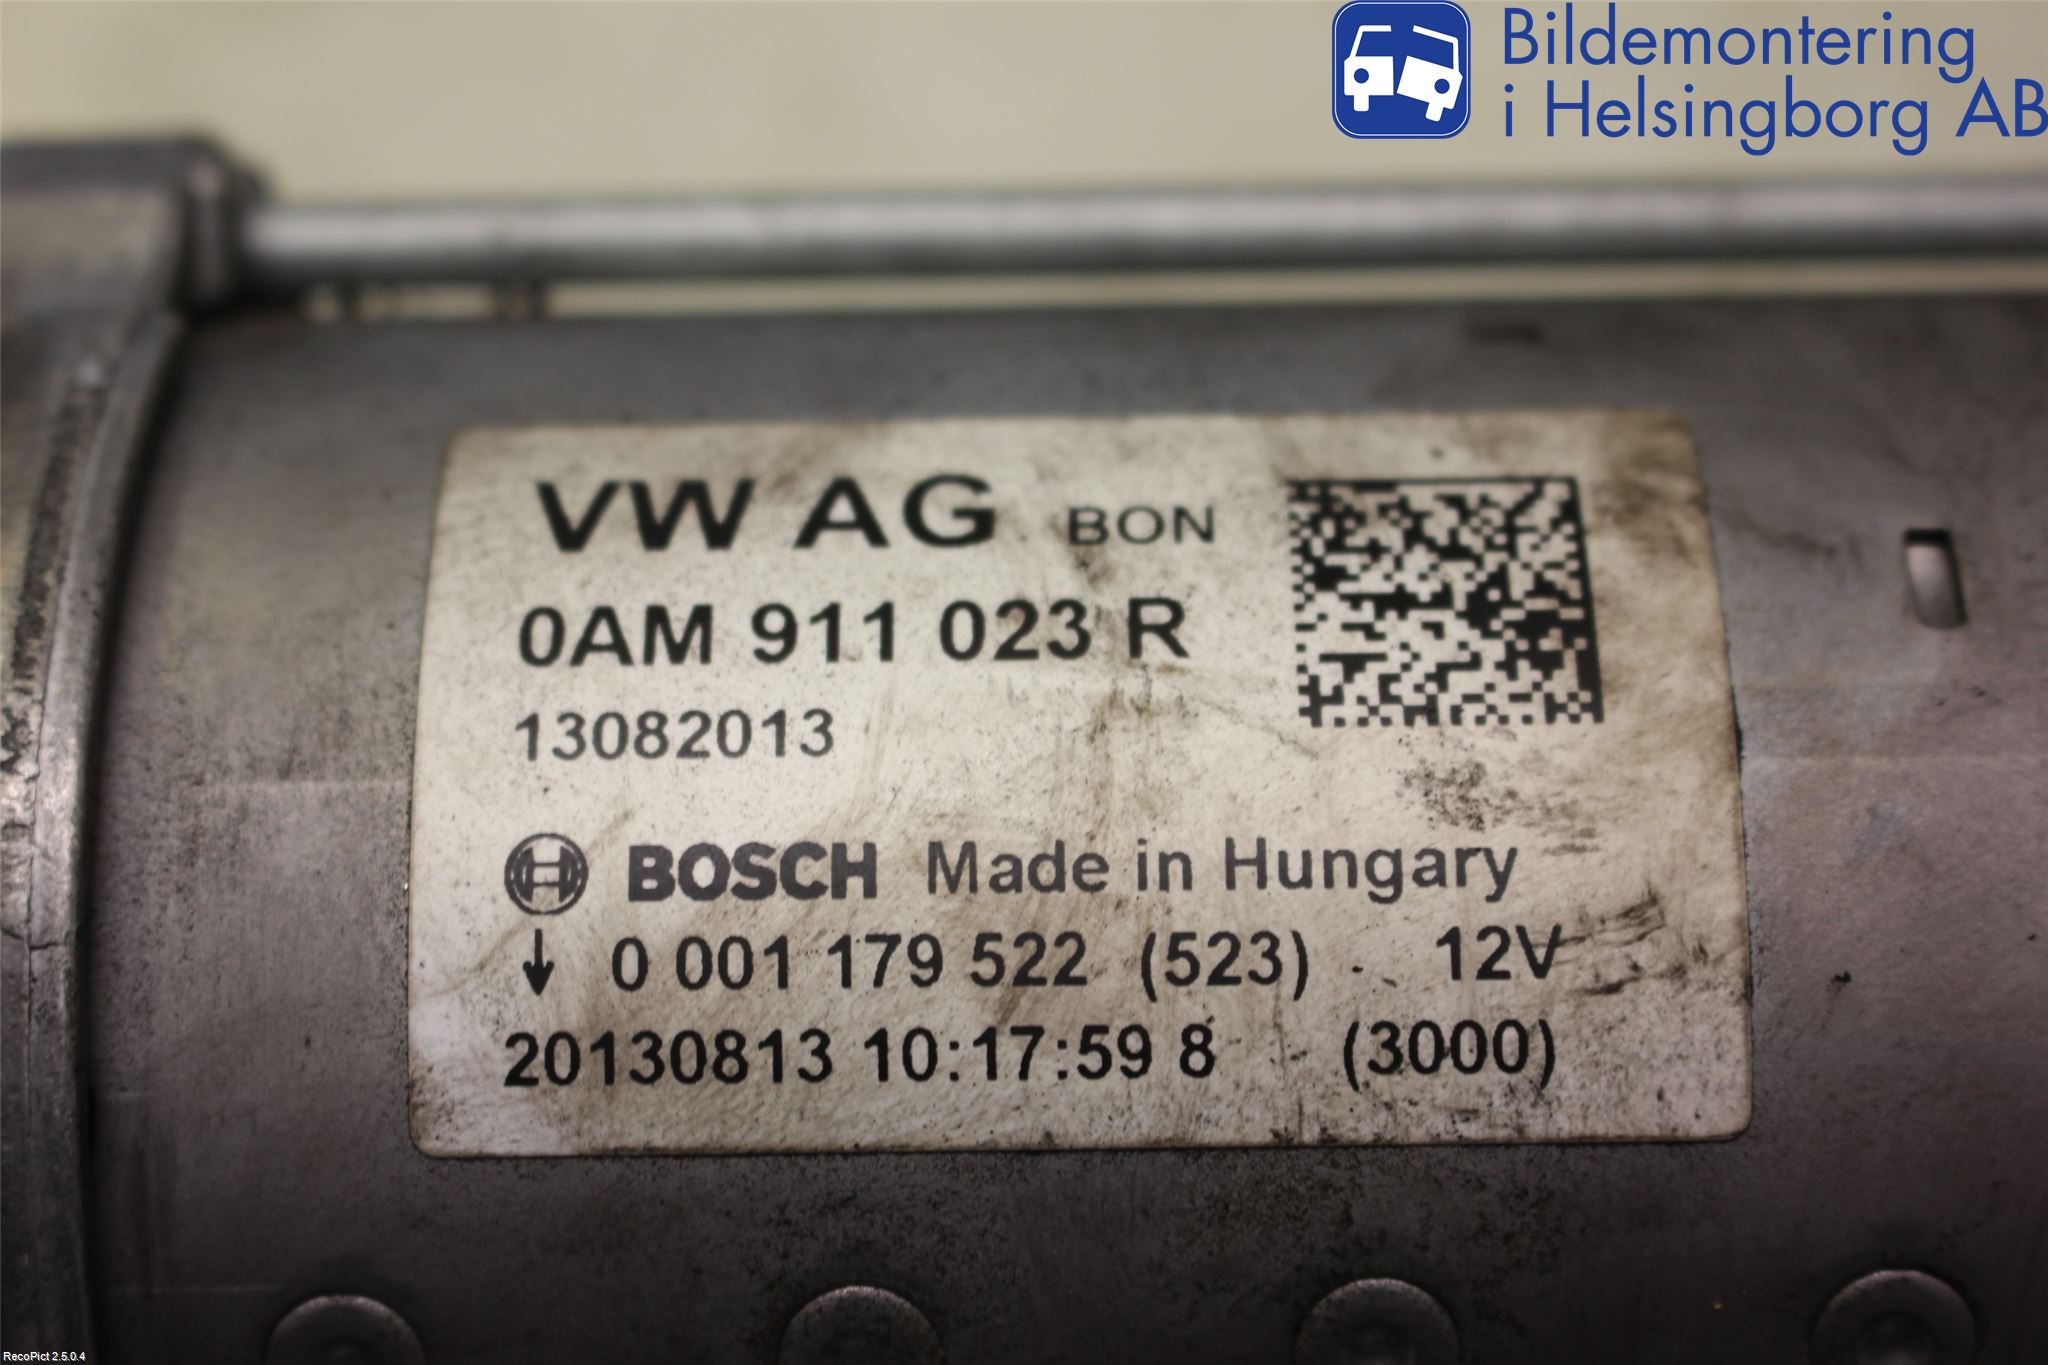 Bildemontering
i Helsingborg AB
VW AG BON
0AM 911 023 R
13082013
BOSCH Made in Hungary
↓ 0 001 179 522 (523) 12V
20130813 10:17:59 8 (3000)
RecoPict 2.5.0.4